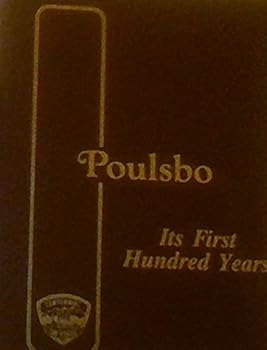 Poulsbo
Its First
Hundred Years